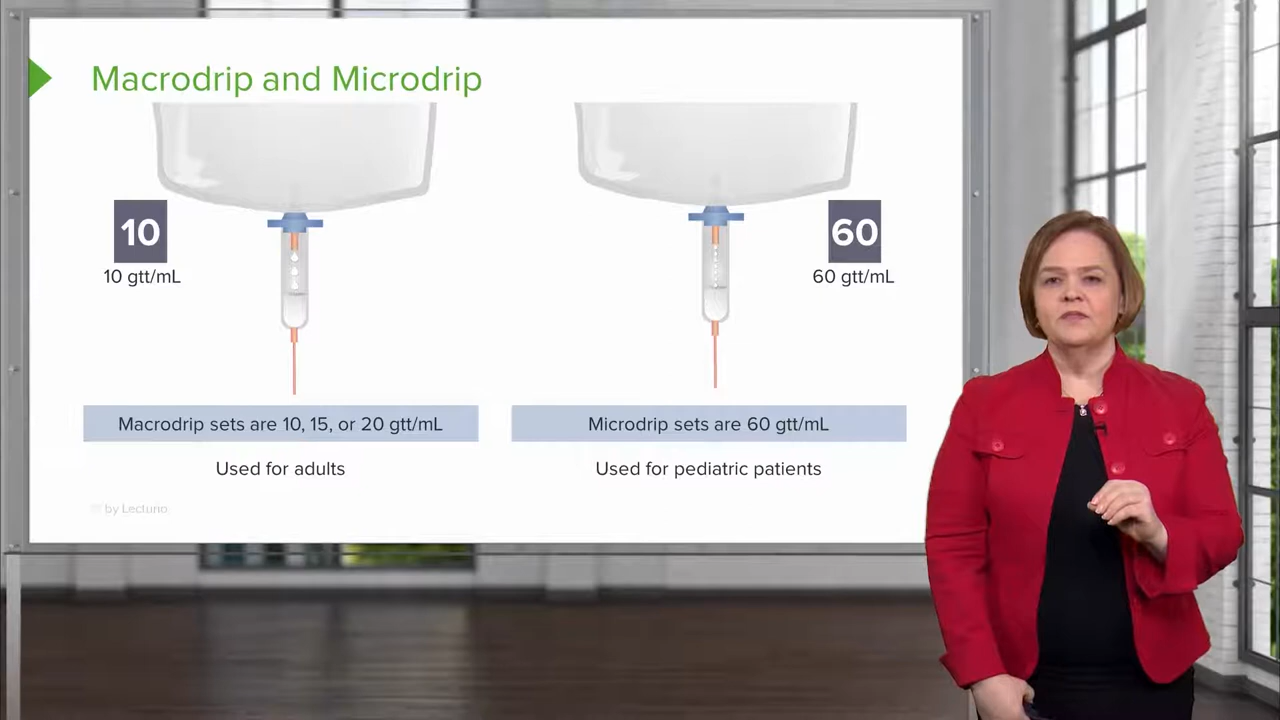 Macrodrip and Microdrip
10
10 gtt/mL
60
60 gtt/mL
Macrodrip sets are 10, 15, or 20 gtt/mL
Microdrip sets are 60 gtt/mL
Used for adults
Used for pediatric patients
by Lecturio